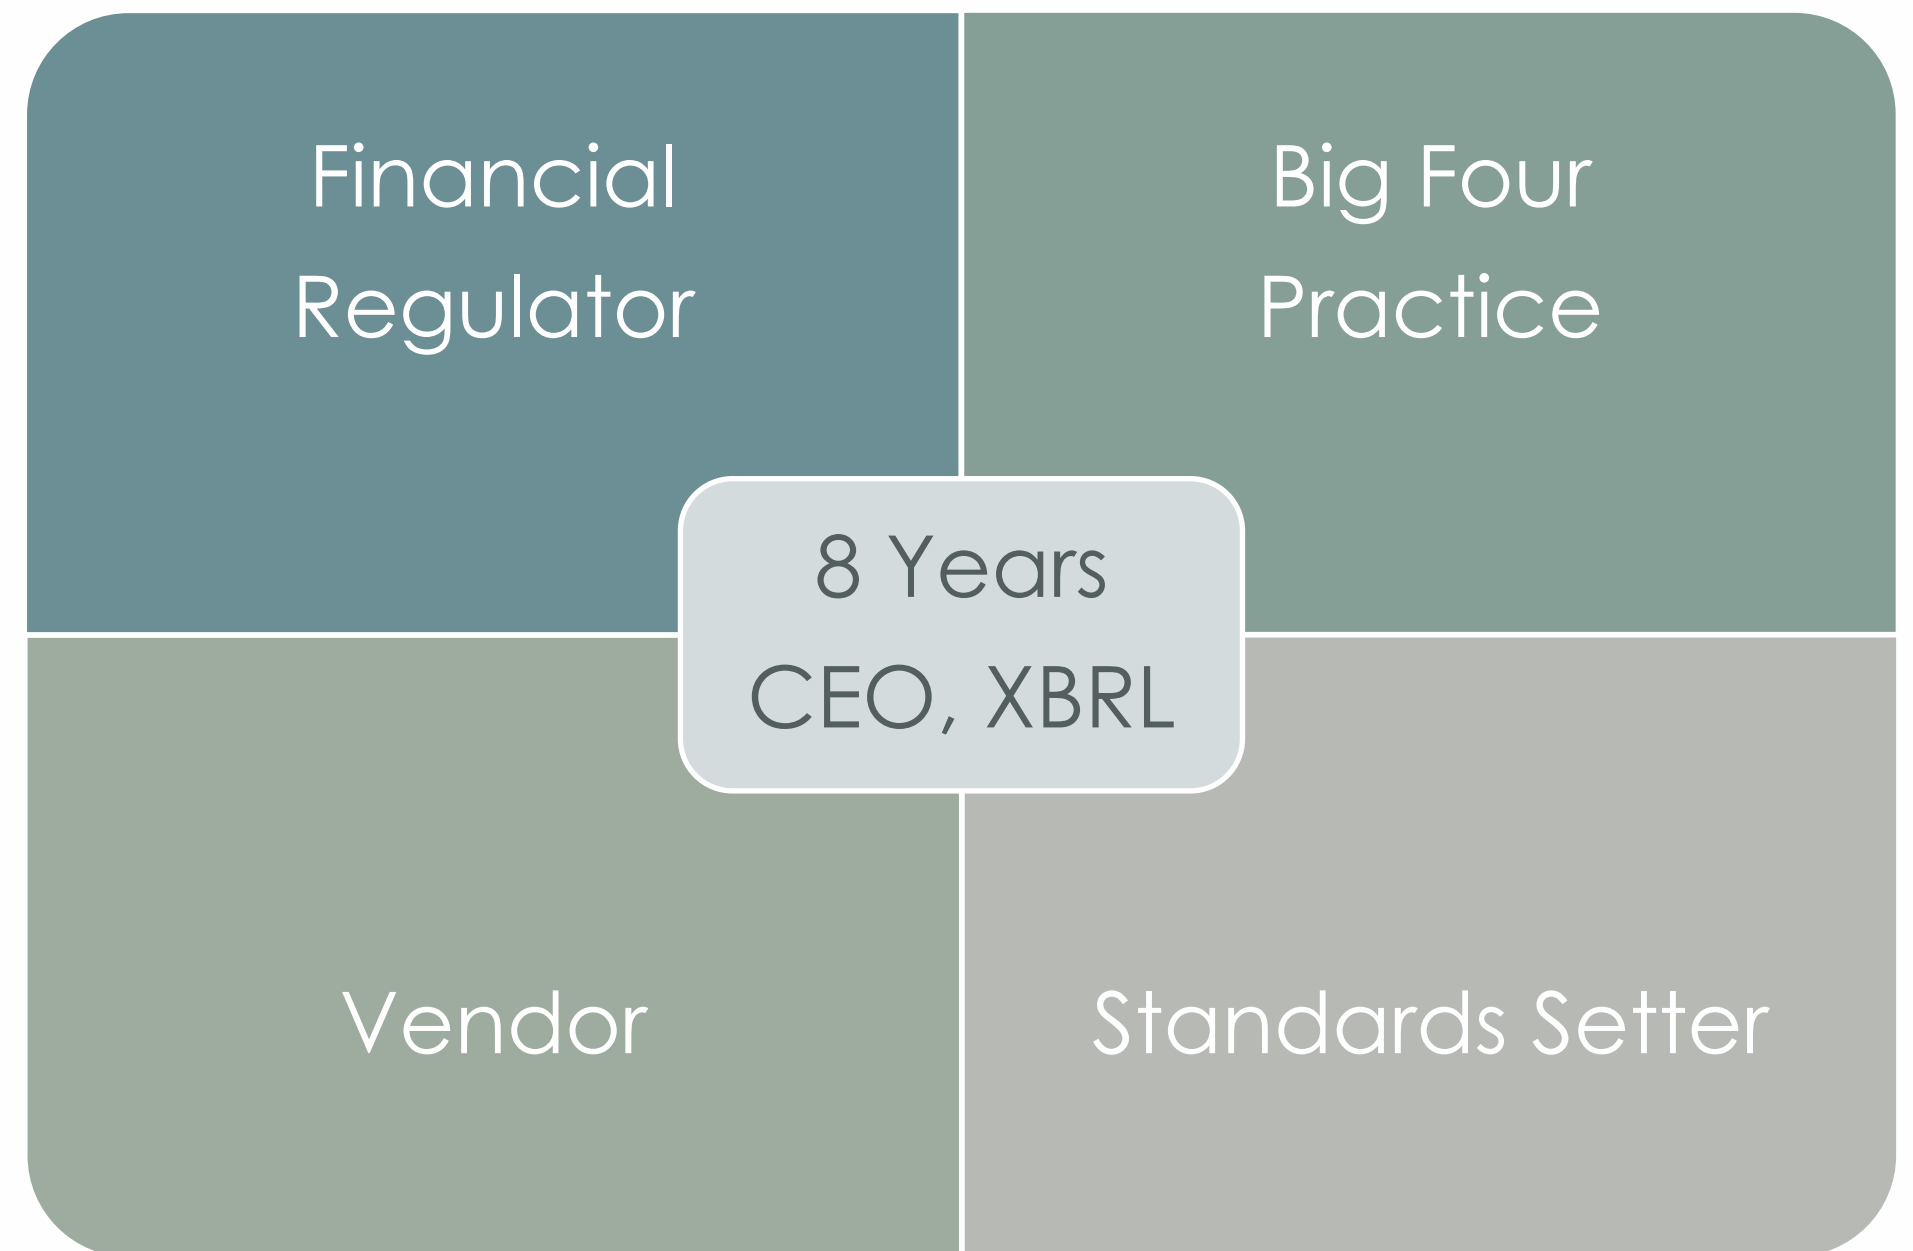 Financial
Regulator
Big Four
Practice
8 Years
CEO, XBRL
Vendor
Standards Setter